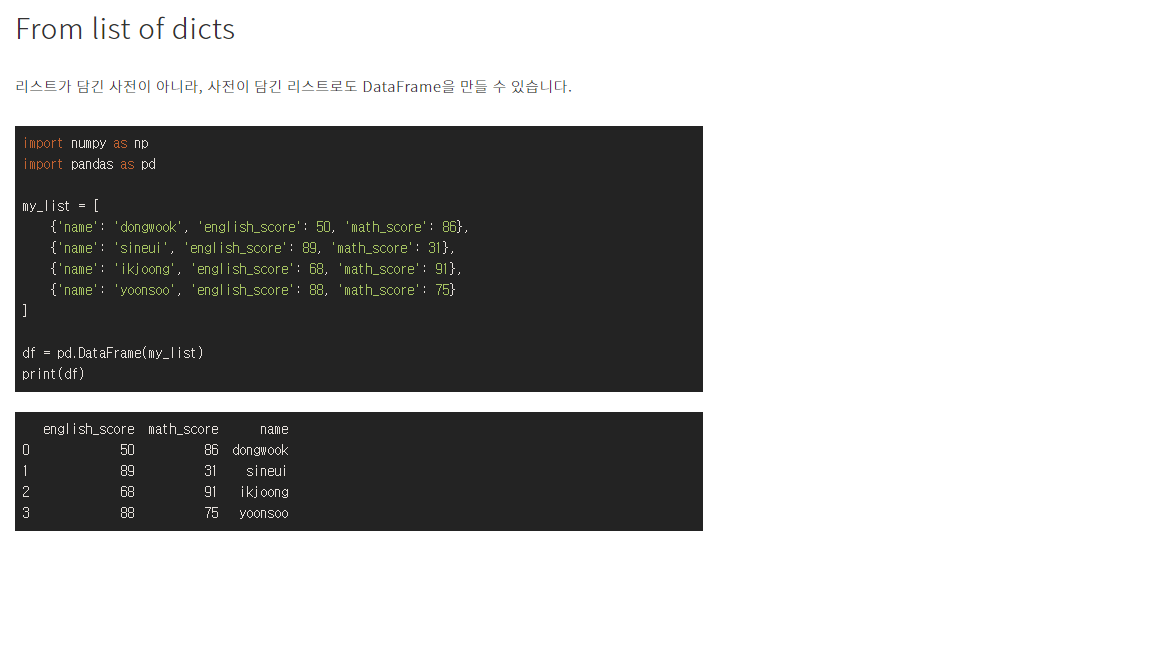 From list of dicts
리스트가 담긴 사전이 아니라, 사전이 담긴 리스트로도 DataFrame을 만들 수 있습니다.
import numpy as np
import pandas as pd
my_list = [
    {'name': 'dongwook', 'english_score': 50, 'math_score': 86},
    {'name': 'sineui', 'english_score': 89, 'math_score': 31},
    {'name': 'ikjoong', 'english_score': 68, 'math_score': 91},
    {'name': 'yoonsoo', 'english_score': 88, 'math_score': 75}
]
df = pd.DataFrame(my_list)
print(df)
   english_score  math_score      name
0             50          86  dongwook
1             89          31    sineui
2             68          91   ikjoong
3             88          75   yoonsoo